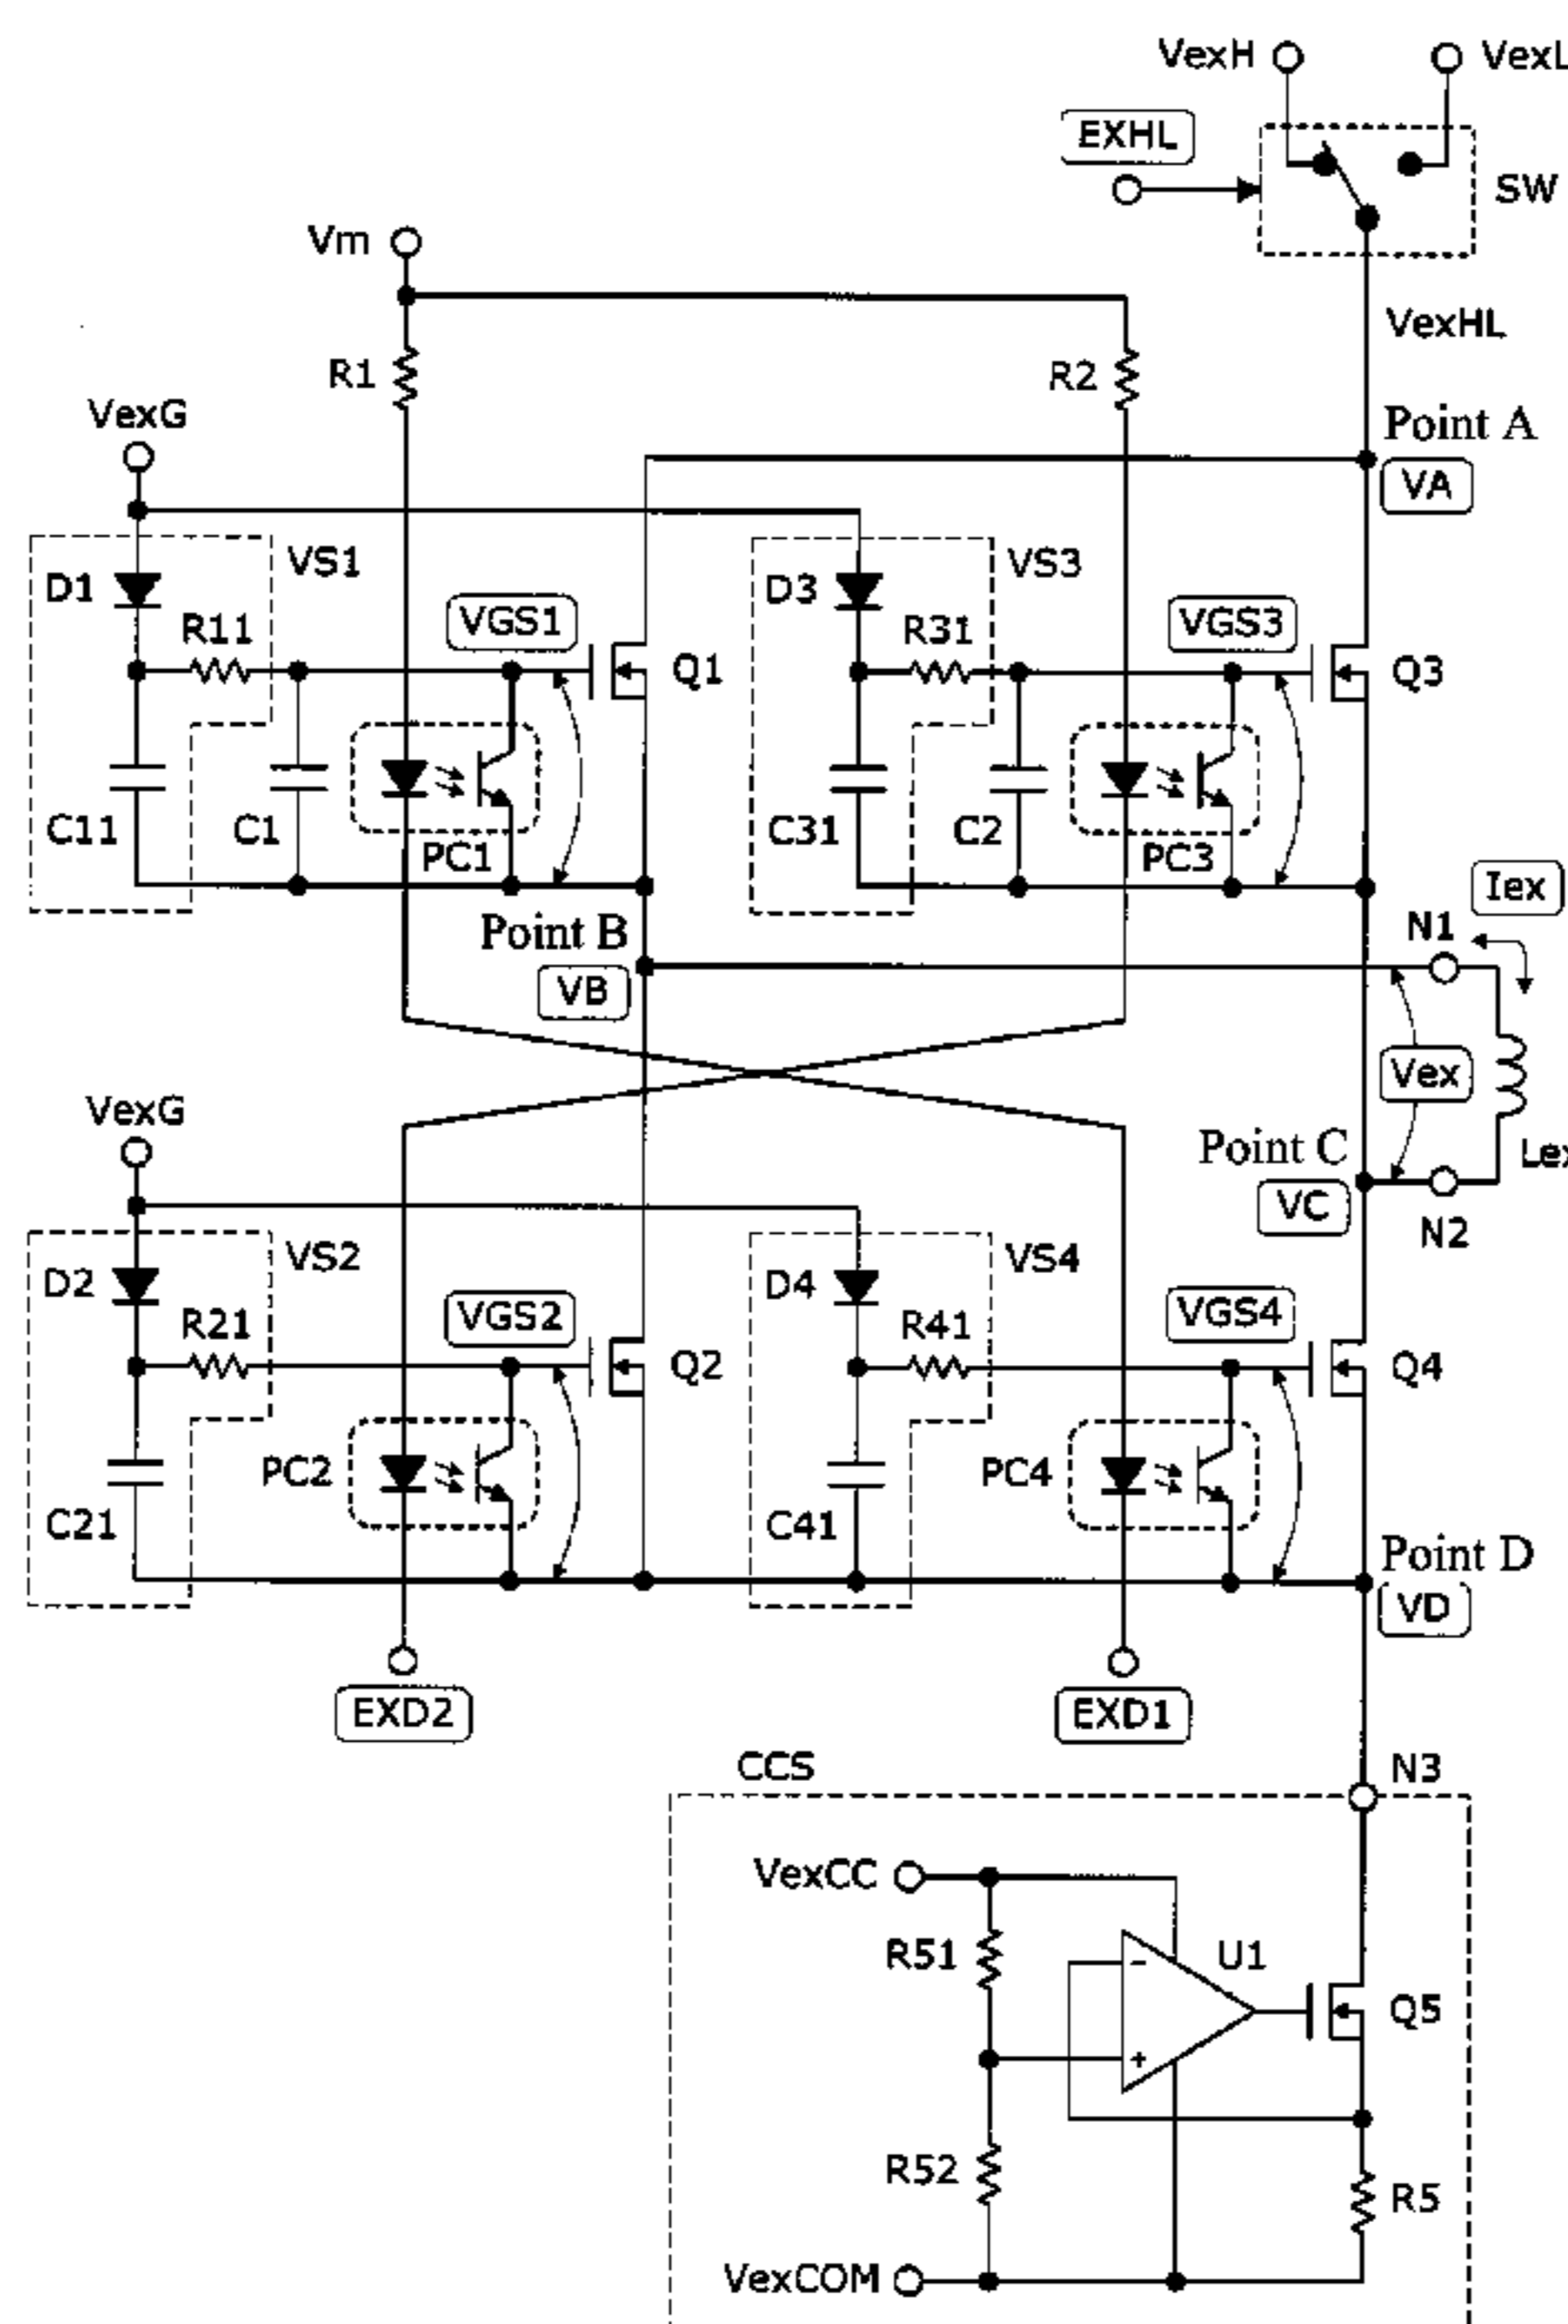 VexH
VexL
EXHL
SW
Vm
VexHL
R1
R2
VexG
Point A
VA
D1
VS1
R11
VGS1
Q1
D3
VS3
R31
VGS3
Q3
C11
C1
PC1
C31
C2
PC3
Iex
Point B
N1
VB
Vex
VexG
Point C
Lex
VC
N2
D2
VS2
R21
VGS2
Q2
D4
VS4
R41
VGS4
Q4
PC2
C21
PC4
C41
Point D
VD
EXD2
EXD1
CCS
N3
VexCC
R51
-
U1
Q5
+
R52
R5
VexCOM